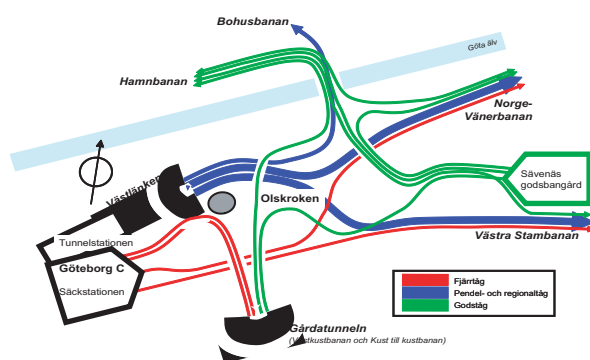 Bohusbanan
Göta älv
Hamnbanan
Norge-
Vänerbanan
Västlänken
Sävenäs
godsbangård
Olskroken
Tunnelstationen
Västra Stambanan
Göteborg C
Säckstationen
Fjärrtåg
Pendel- och regionaltåg
Godståg
Gårdatunneln
(Västkustbanan och Kust till kustbanan)